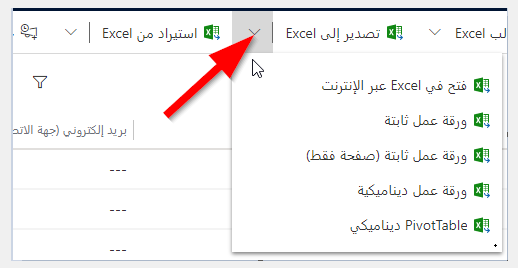 لب Excel
تصدير إلى Excel
استيراد من Excel
فتح في Excel عبر الإنترنت
ورقة عمل ثابتة
ورقة عمل ثابتة (صفحة فقط)
ورقة عمل ديناميكية
PivotTable ديناميكي
بريد إلكتروني (جهة الاتص
---
---
---